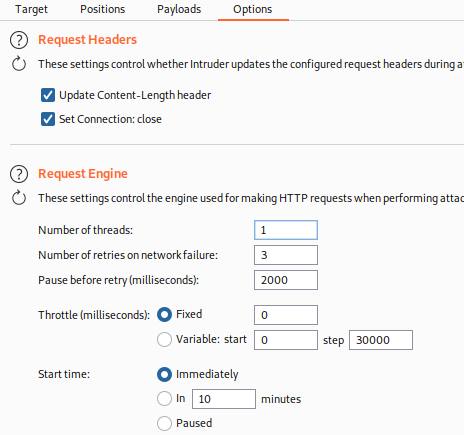 Target Positions Payloads Options
? Request Headers
These settings control whether Intruder updates the configured request headers during a
Update Content-Length header
Set Connection: close
? Request Engine
These settings control the engine used for making HTTP requests when performing attac
Number of threads: 1
Number of retries on network failure: 3
Pause before retry (milliseconds): 2000
Throttle (milliseconds): Fixed 0
Variable: start 0 step 30000
Start time: Immediately
In 10 minutes
Paused